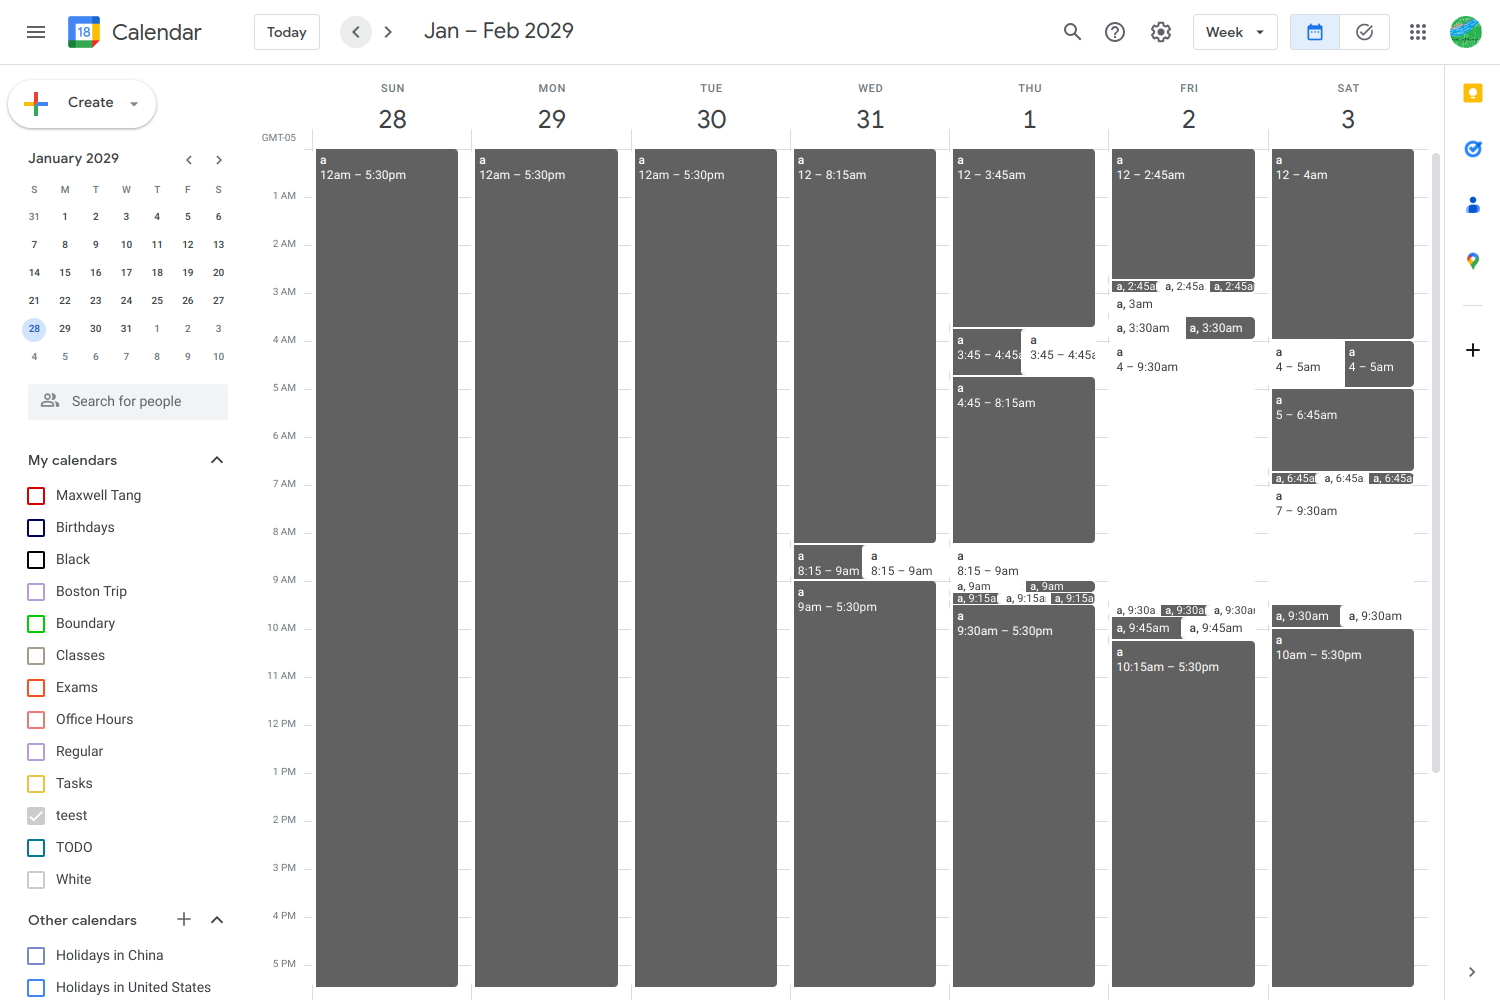 18 Calendar Today Jan – Feb 2029 Week
Create
January 2029
S M T W T F S
31 1 2 3 4 5 6
7 8 9 10 11 12 13
14 15 16 17 18 19 20
21 22 23 24 25 26 27
28 29 30 31 1 2 3
4 5 6 7 8 9 10
Search for people
My calendars
Maxwell Tang
Birthdays
Black
Boston Trip
Boundary
Classes
Exams
Office Hours
Regular
Tasks
teest
TODO
White
Other calendars
Holidays in China
Holidays in United States
SUN MON TUE WED THU FRI SAT
28 29 30 31 1 2 3
GMT-05
1 AM
2 AM
3 AM
4 AM
5 AM
6 AM
7 AM
8 AM
9 AM
10 AM
11 AM
12 PM
1 PM
2 PM
3 PM
4 PM
5 PM
a
12am – 5:30pm
a
12am – 5:30pm
a
12am – 5:30pm
a
12 – 8:15am
a
8:15 – 9am
a
8:15 – 9am
a
9am – 5:30pm
a
12 – 3:45am
a
3:45 – 4:45a
a
3:45 – 4:45a
a
4:45 – 8:15am
a
8:15 – 9am
a, 9am
a, 9am
a, 9:15a
a, 9:15a
a, 9:15a
a
9:30am – 5:30pm
a
12 – 2:45am
a, 2:45a
a, 2:45a
a, 2:45a
a, 3am
a, 3:30am
a, 3:30am
a
4 – 9:30am
a, 9:30a
a, 9:30a
a, 9:30a
a, 9:45am
a, 9:45am
a
10:15am – 5:30pm
a
12 – 4am
a
4 – 5am
a
4 – 5am
a
5 – 6:45am
a, 6:45a
a, 6:45a
a, 6:45a
a
7 – 9:30am
a, 9:30am
a, 9:30am
a
10am – 5:30pm